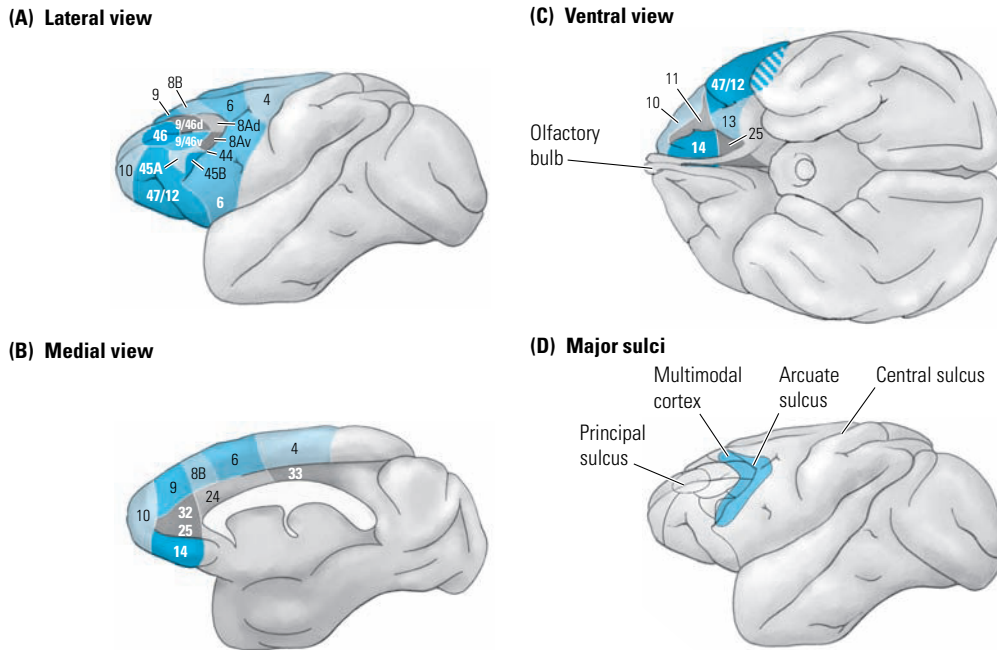 (A) Lateral view
8B
9
6
4
9/46d
8Ad
46
9/46v
8Av
44
10
45A
45B
47/12
6
(B) Medial view
4
6
8B
33
9
24
10
32
25
14
(C) Ventral view
47/12
11
10
13
25
Olfactory
bulb
14
(D) Major sulci
Multimodal
cortex
Arcuate
sulcus
Central sulcus
Principal
sulcus